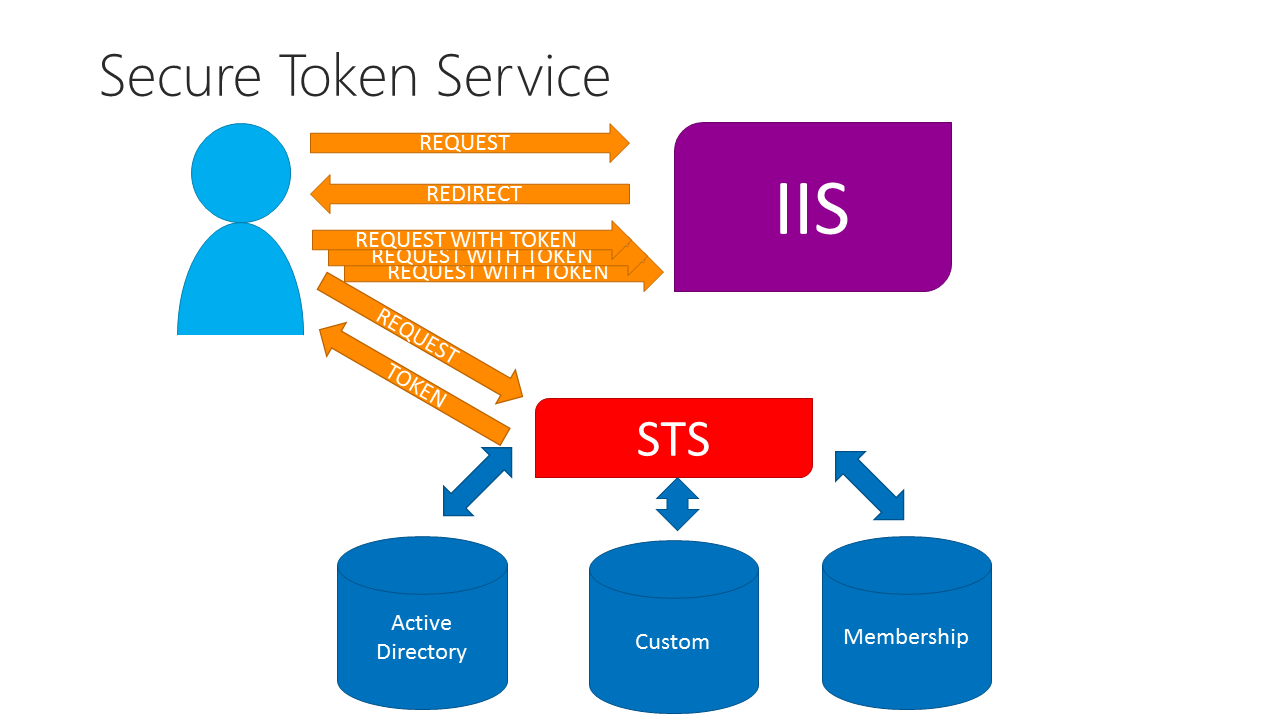 Secure Token Service
REQUEST
IIS
REDIRECT
REQUEST WITH TOKEN
REQUEST WITH TOKEN
REQUEST WITH TOKEN
REQUEST
TOKEN
STS
Active
Directory
Custom
Membership